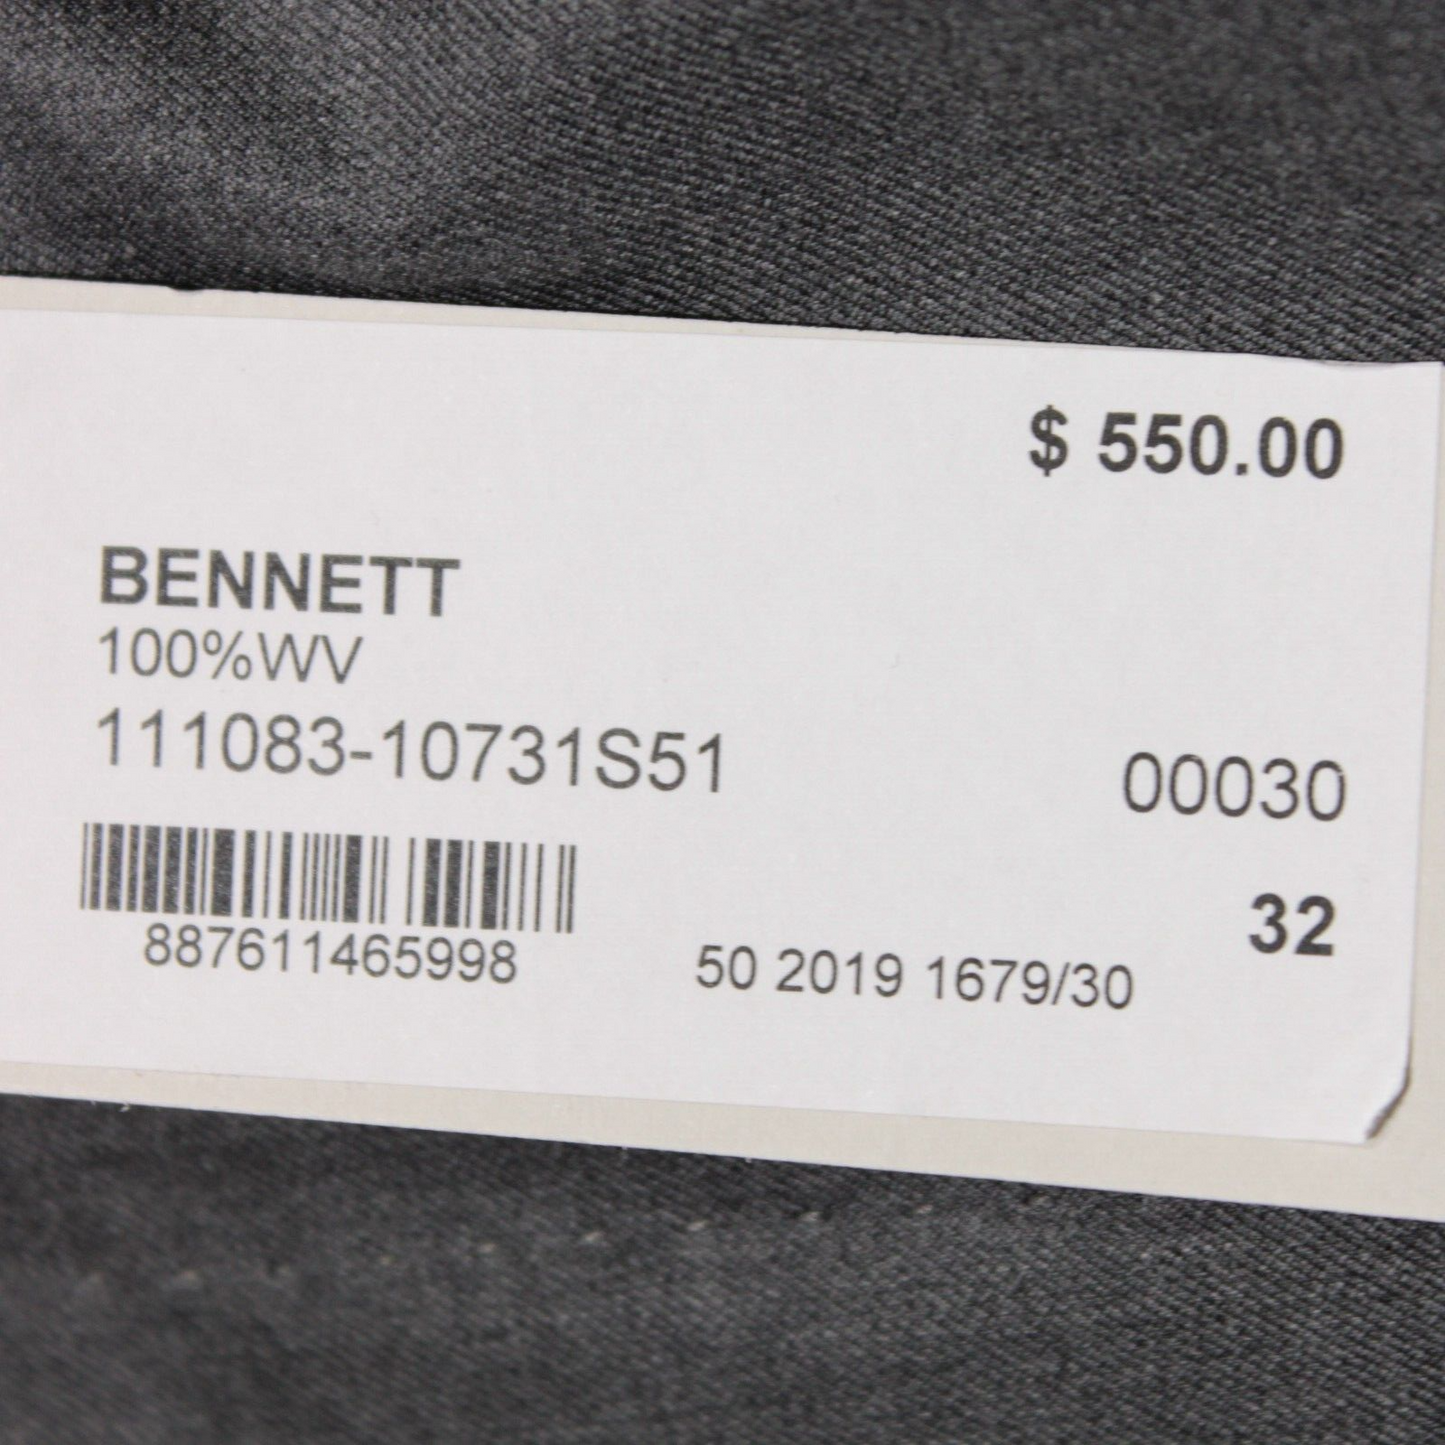 $ 550.00
BENNETT
100%WV
111083-10731S51 00030
32
887611465998 50 2019 1679/30